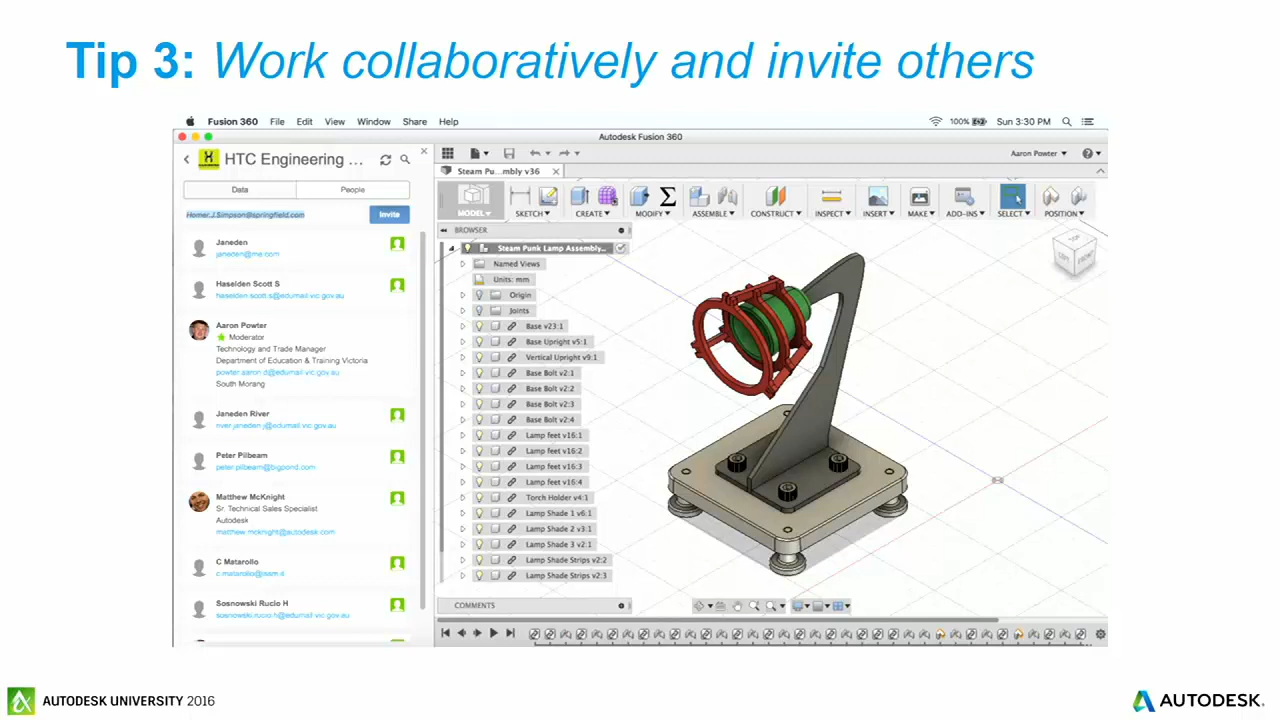 Tip 3: Work collaboratively and invite others
Fusion 360 File Edit View Window Share Help
100% Sun 3:30 PM
Autodesk Fusion 360
HTC Engineering ...
Aaron Powter
Data People
Steam Pu...mbly v36
Homer.J.Simpson@springfield.com Invite
MODEL SKETCH CREATE MODIFY ASSEMBLE CONSTRUCT INSPECT INSERT MAKE ADD-INS SELECT POSITION
BROWSER
Janeden
janeden@me.com
Haselden Scott S
haselden.scott.s@edumail.vic.gov.au
Aaron Powter
Moderator
Technology and Trade Manager
Department of Education & Training Victoria
powter.aaron.d@edumail.vic.gov.au
South Morang
Janeden River
river.janeden.j@edumail.vic.gov.au
Peter Pilbeam
peter.pilbeam@bigpond.com
Matthew McKnight
Sr. Technical Sales Specialist
Autodesk
matthew.mcknight@autodesk.com
C Matarollo
Sosnowski Rucio H
sosnowski.rucio.h@edumail.vic.gov.au
Steam Punk Lamp Assembly...
Named Views
Units: mm
Origin
Joints
Base v23:1
Base Upright v5:1
Vertical Upright v9:1
Base Bolt v2:1
Base Bolt v2:2
Base Bolt v2:3
Base Bolt v2:4
Lamp feet v16:1
Lamp feet v16:2
Lamp feet v16:3
Lamp feet v16:4
Torch Holder v4:1
Lamp Shade 1 v6:1
Lamp Shade 2 v3:1
Lamp Shade 3 v2:1
Lamp Shade Strips v2:2
Lamp Shade Strips v2:3
TOP
FRONT
COMMENTS
AUTODESK UNIVERSITY 2016
AUTODESK.